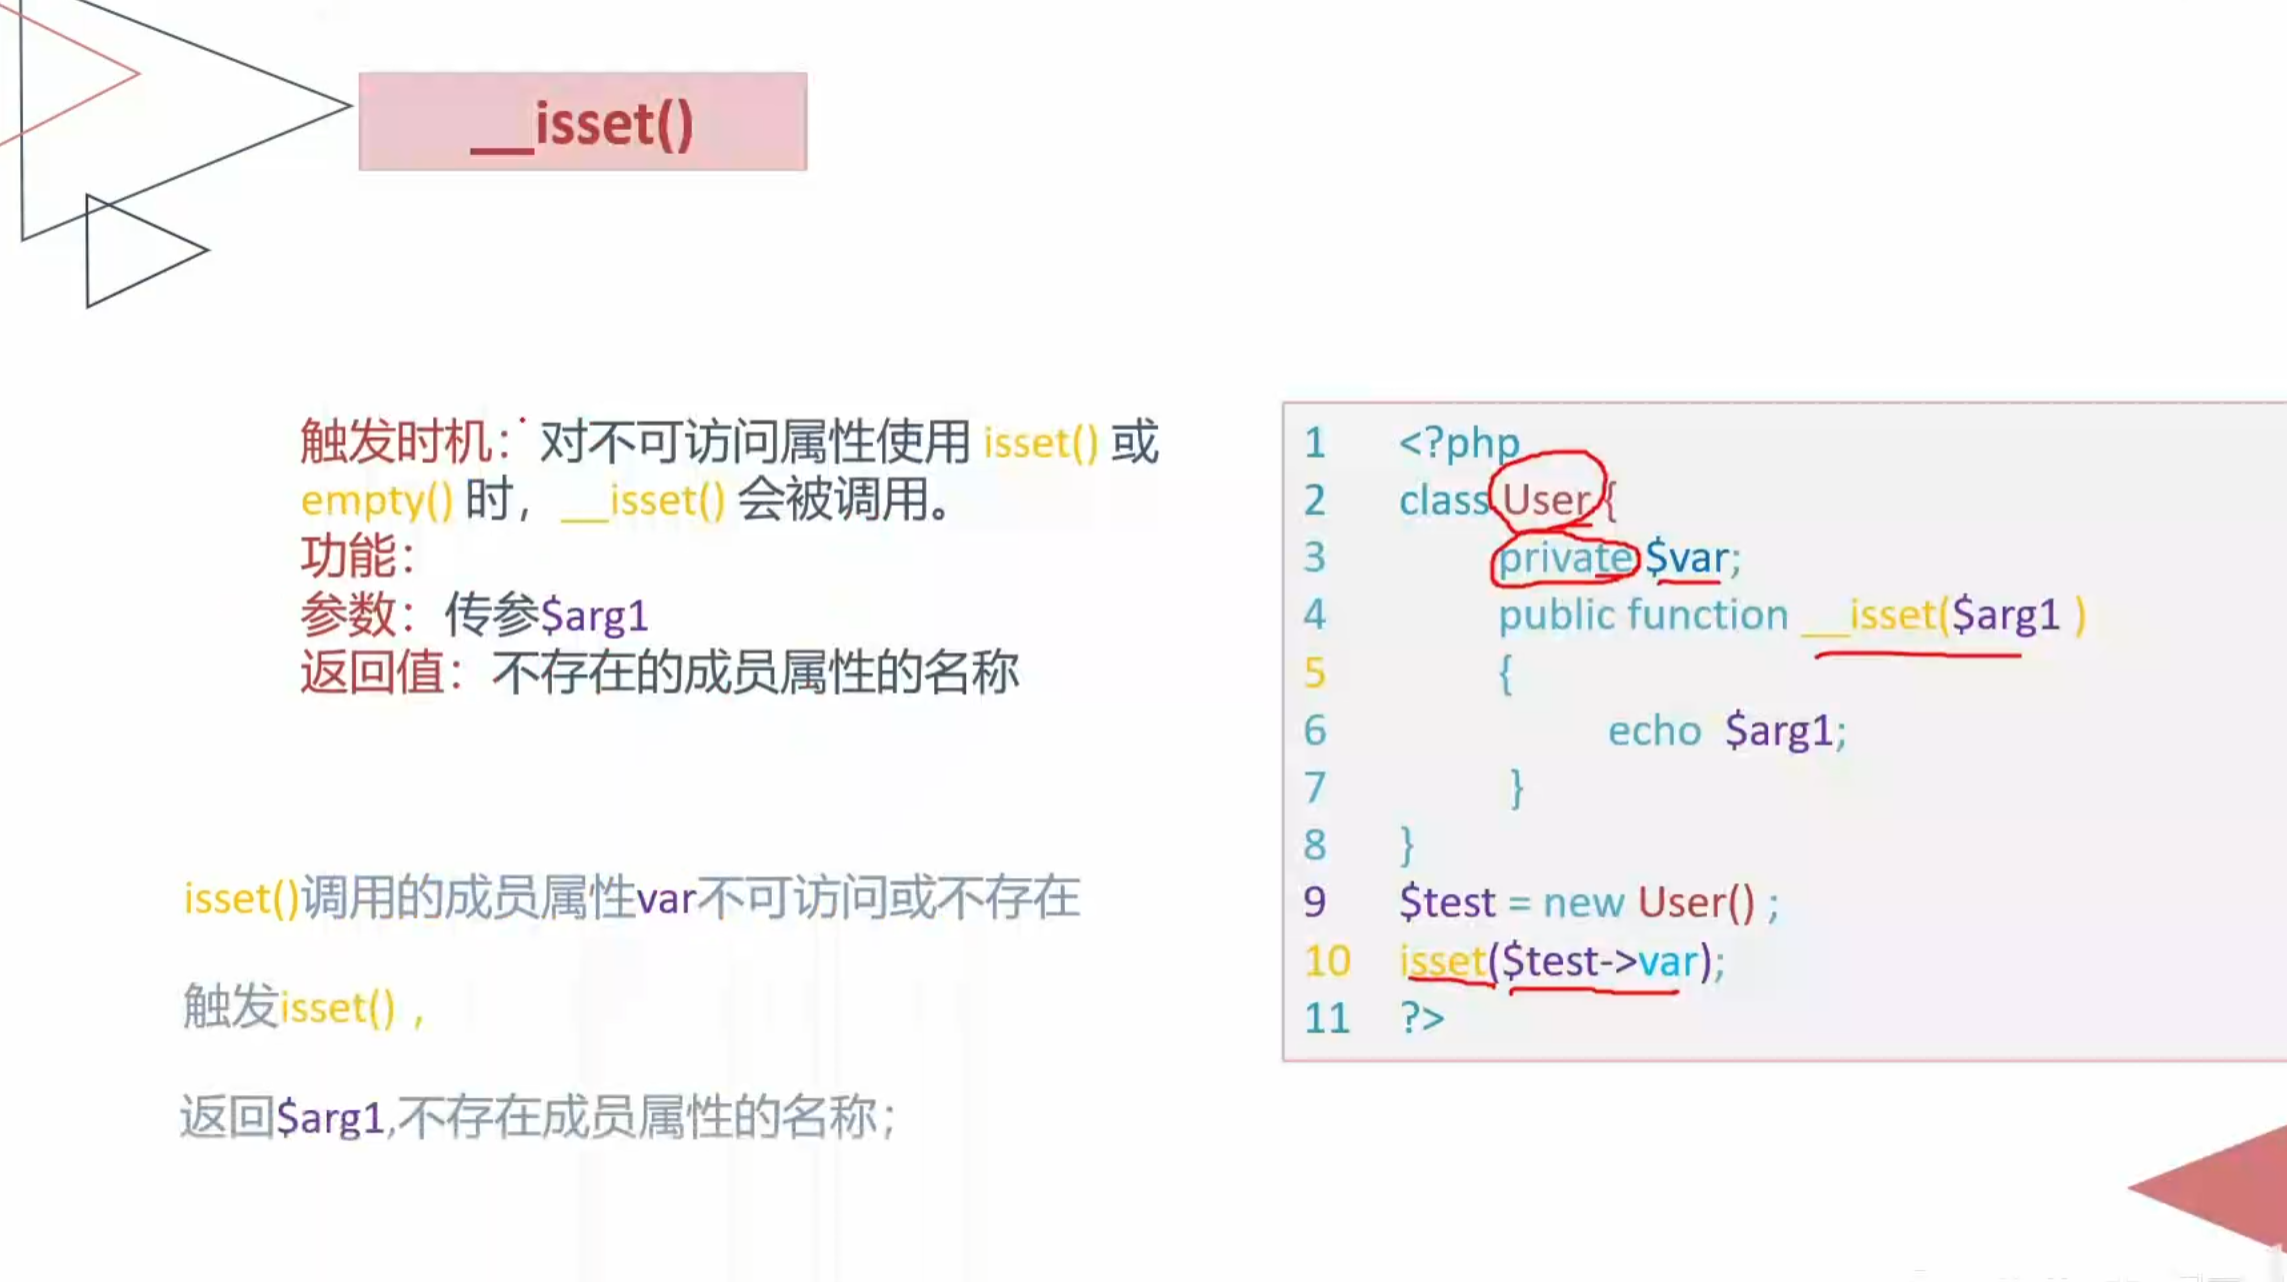 __isset()
触发时机：对不可访问属性使用 isset() 或
empty() 时，__isset() 会被调用。
功能：
参数：传参$arg1
返回值：不存在的成员属性的名称
isset()调用的成员属性var不可访问或不存在
触发isset()，
返回$arg1,不存在成员属性的名称；
1 <?php
2 class User {
3 private $var;
4 public function __isset($arg1 )
5 {
6 echo $arg1;
7 }
8 }
9 $test = new User() ;
10 isset($test->var);
11 ?>